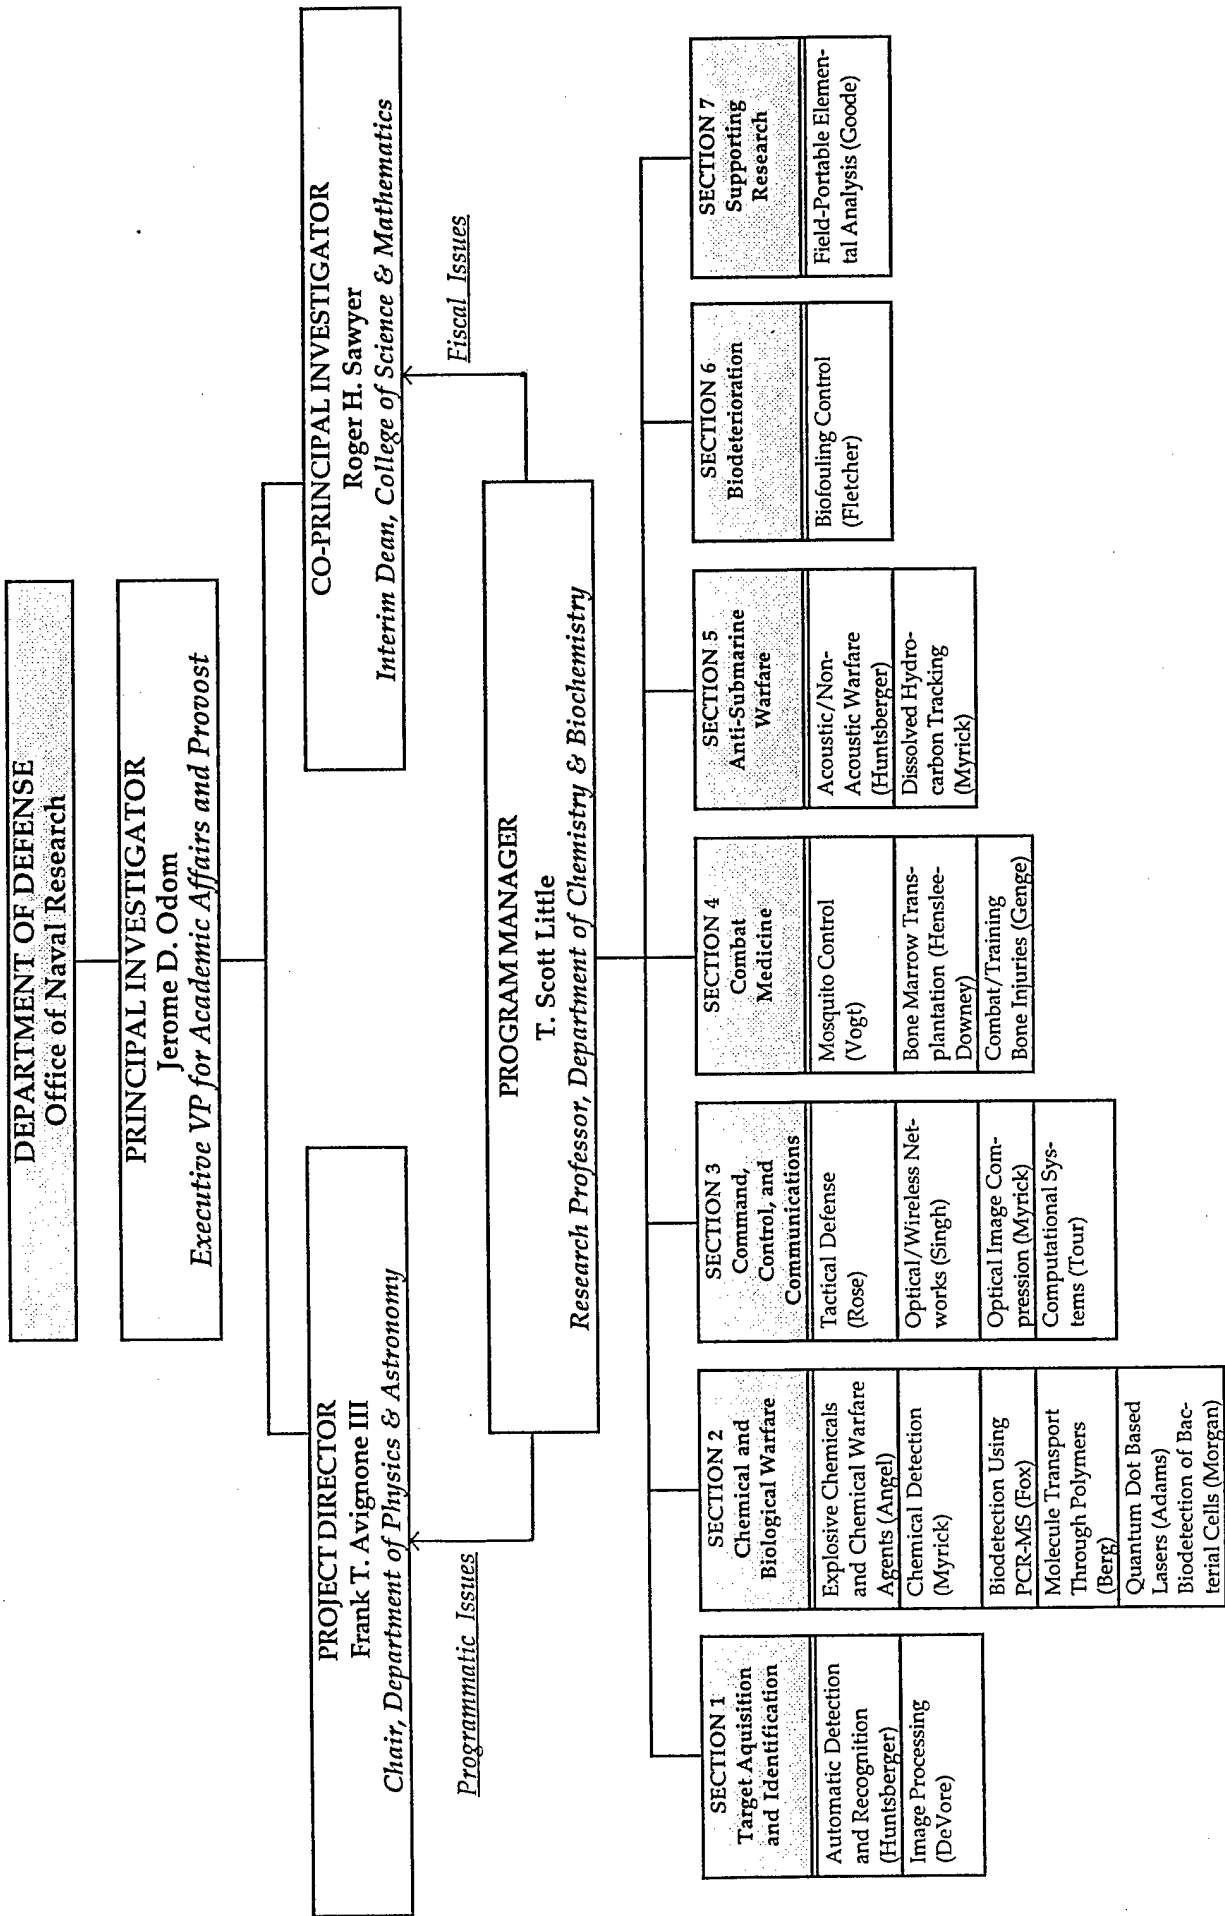 DEPARTMENT OF DEFENSE
Office of Naval Research
PRINCIPAL INVESTIGATOR
Jerome D. Odom
Executive VP for Academic Affairs and Provost
PROJECT DIRECTOR
Frank T. Avignone III
Chair, Department of Physics & Astronomy
CO-PRINCIPAL INVESTIGATOR
Roger H. Sawyer
Interim Dean, College of Science & Mathematics
Programmatic Issues
Fiscal Issues
PROGRAM MANAGER
T. Scott Little
Research Professor, Department of Chemistry & Biochemistry
SECTION 1
Target Aquisition
and Identification
Automatic Detection
and Recognition
(Huntsberger)
Image Processing
(DeVore)
SECTION 2
Chemical and
Biological Warfare
Explosive Chemicals
and Chemical Warfare
Agents (Angel)
Chemical Detection
(Myrick)
Biodetection Using
PCR-MS (Fox)
Molecule Transport
Through Polymers
(Berg)
Quantum Dot Based
Lasers (Adams)
Biodetection of Bac-
terial Cells (Morgan)
SECTION 3
Command,
Control, and
Communications
Tactical Defense
(Rose)
Optical/Wireless Net-
works (Singh)
Optical Image Com-
pression (Myrick)
Computational Sys-
tems (Tour)
SECTION 4
Combat
Medicine
Mosquito Control
(Vogt)
Bone Marrow Trans-
plantation (Henslee-
Downey)
Combat/Training
Bone Injuries (Genge)
SECTION 5
Anti-Submarine
Warfare
Acoustic/Non-
Acoustic Warfare
(Huntsberger)
Dissolved Hydro-
carbon Tracking
(Myrick)
SECTION 6
Biodeterioration
Biofouling Control
(Fletcher)
SECTION 7
Supporting
Research
Field-Portable Elemen-
tal Analysis (Goode)